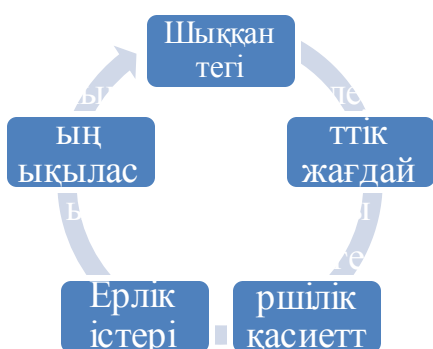 Шыққан
тегі
ттік
жағдай
ршілік
қасиетт
Ерлік
істері
ың
ықылас